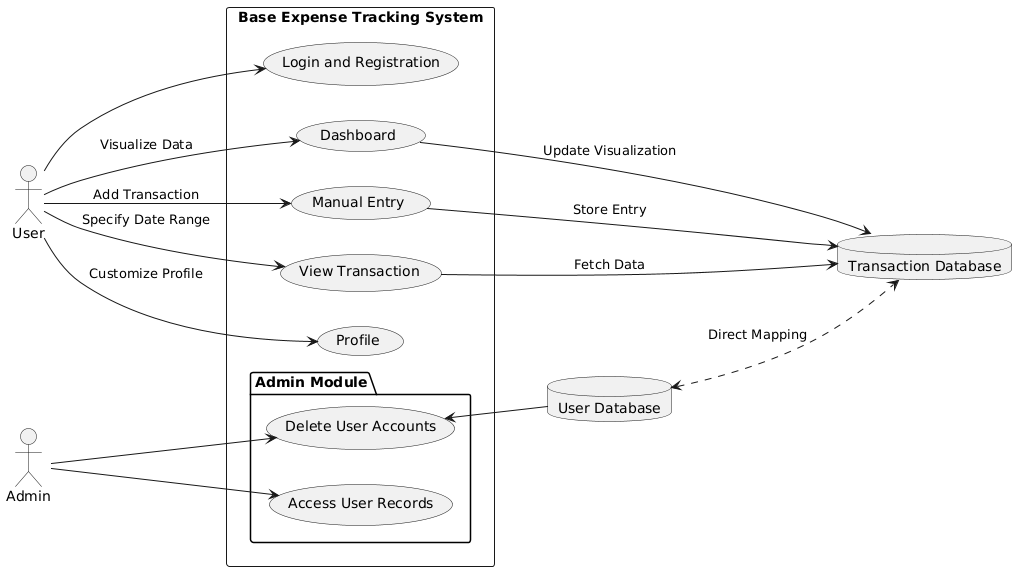 Base Expense Tracking System
Login and Registration
Visualize Data
Dashboard
Update Visualization
Add Transaction
Manual Entry
Store Entry
User
Specify Date Range
View Transaction
Fetch Data
Transaction Database
Customize Profile
Profile
Direct Mapping
Admin Module
User Database
Delete User Accounts
Admin
Access User Records